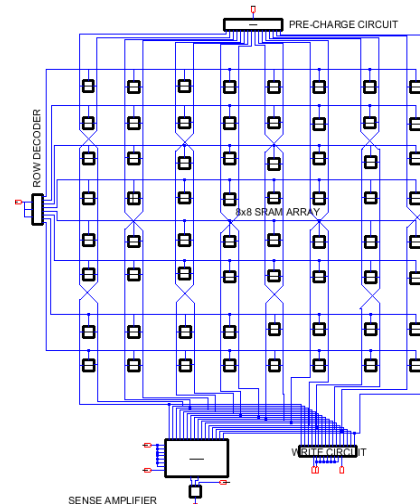 PRE-CHARGE CIRCUIT
ROW DECODER
8x8 SRAM ARRAY
WRITE CIRCUIT
SENSE AMPLIFIER